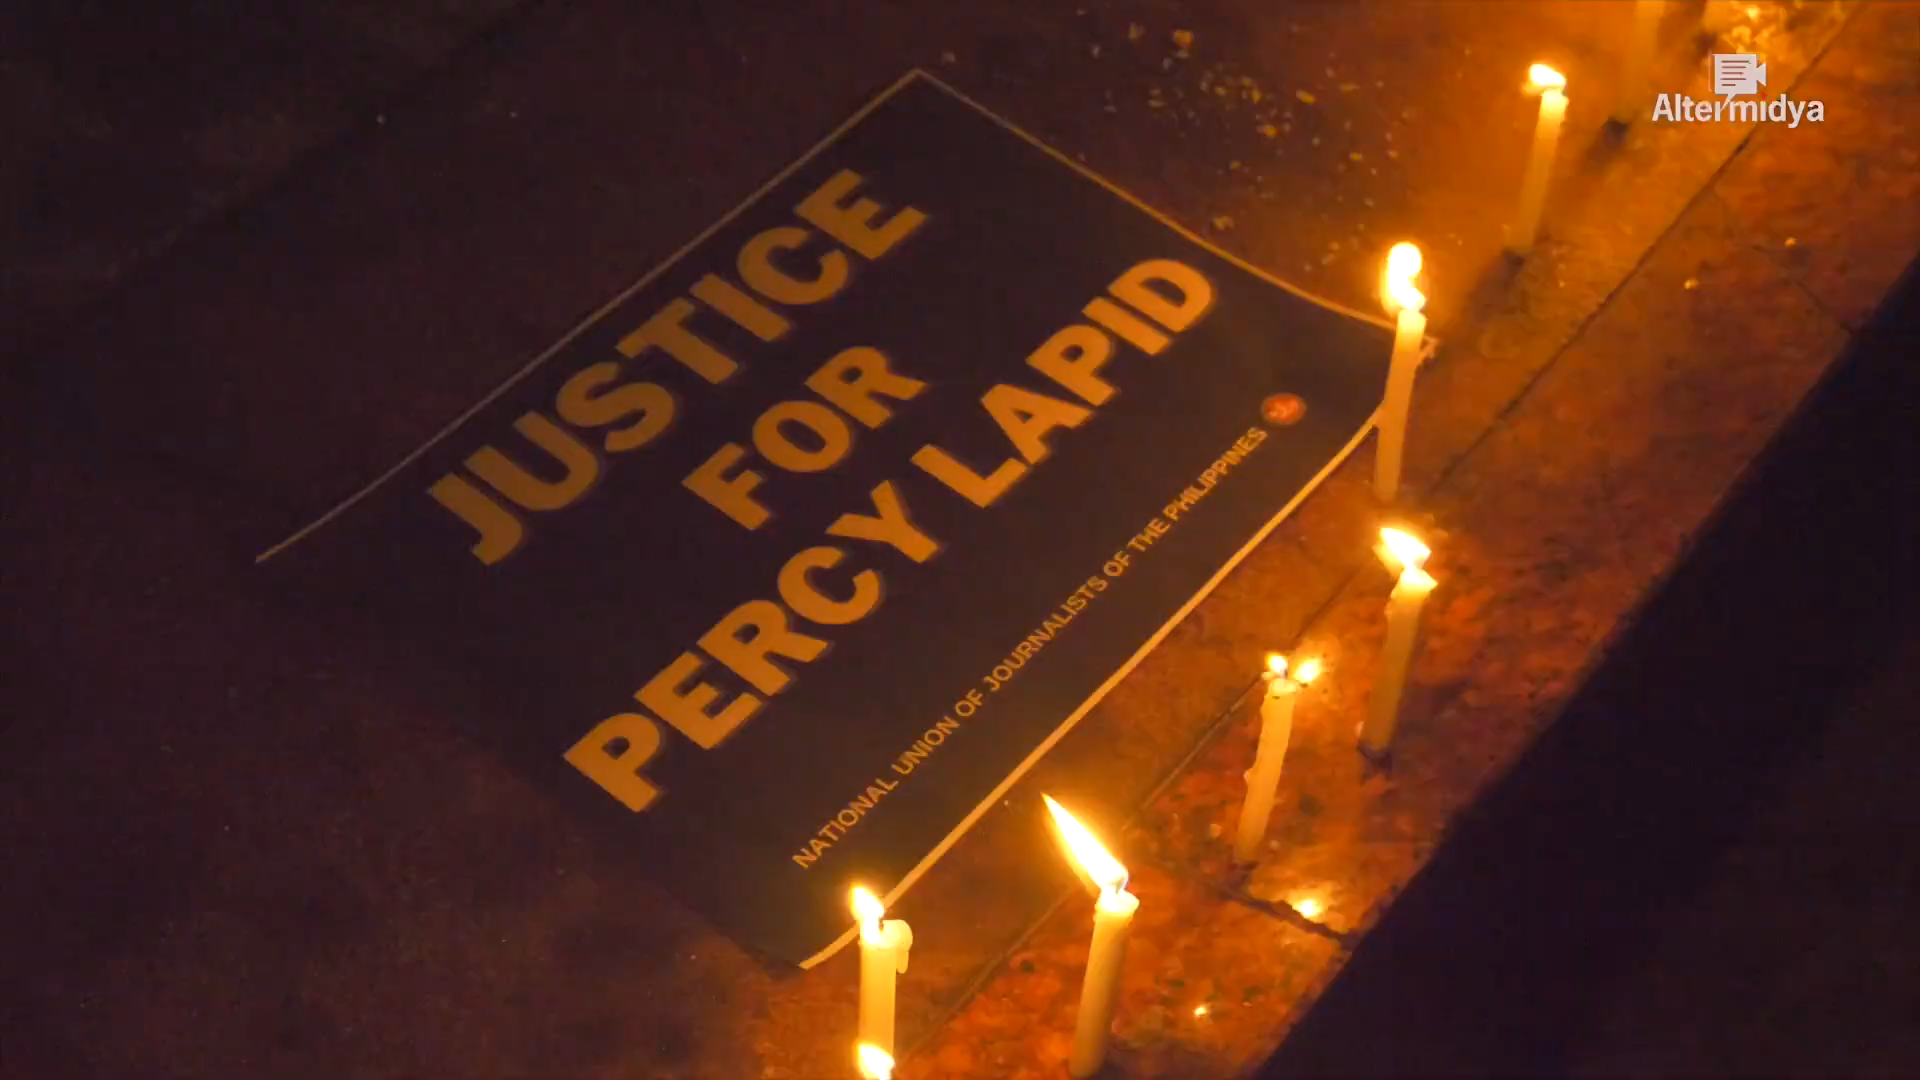 JUSTICE
FOR
PERCY LAPID
NATIONAL UNION OF JOURNALISTS OF THE PHILIPPINES
Altermidya